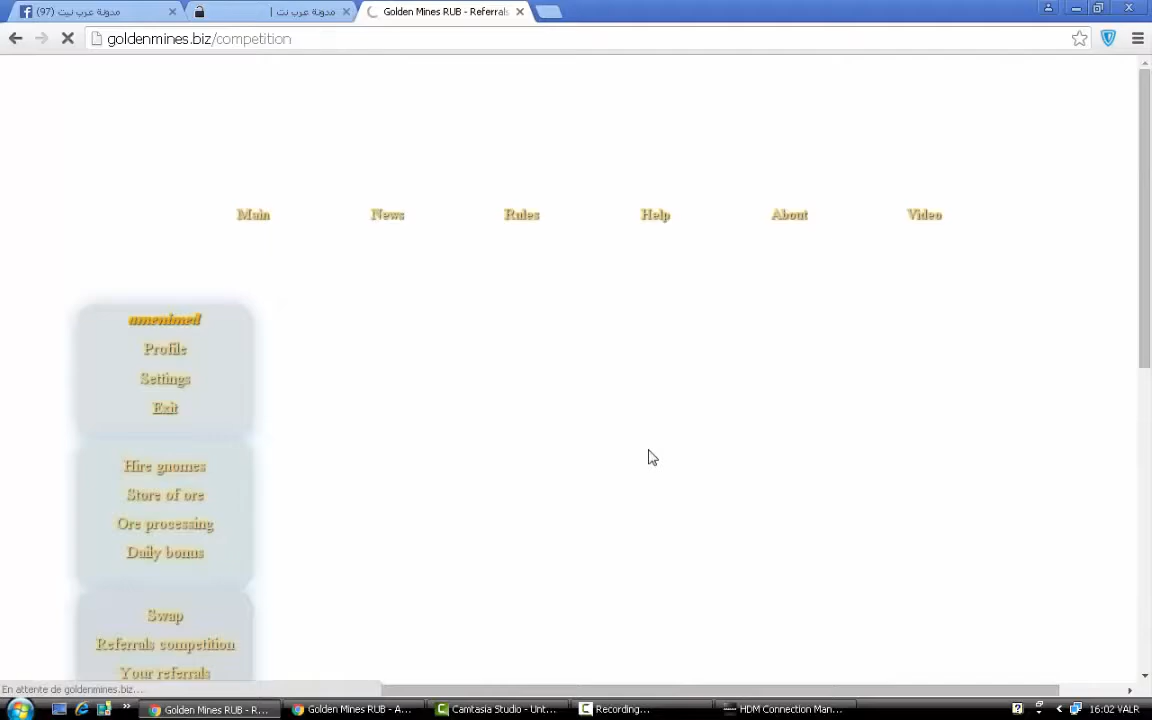 مدونة عرب نيت (97)
مدونة عرب نت |
Golden Mines RUB - Referrals
goldenmines.biz/competition
Main News Rules Help About Video
amenimed
Profile
Settings
Exit
Hire gnomes
Store of ore
Ore processing
Daily bonus
Swap
Referrals competition
Your referrals
En attente de goldenmines.biz...
Golden Mines RUB - R... Golden Mines RUB - A... Camtasia Studio - Unt... Recording... HDM Connection Man... 16:02 VALR